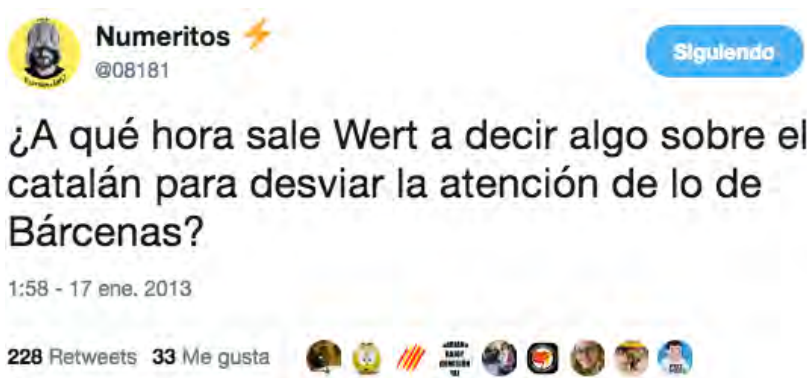 Numeritos ⚡
@08181
Siguiendo
¿A qué hora sale Wert a decir algo sobre el
catalán para desviar la atención de lo de
Bárcenas?
1:58 - 17 ene. 2013
228 Retweets 33 Me gusta